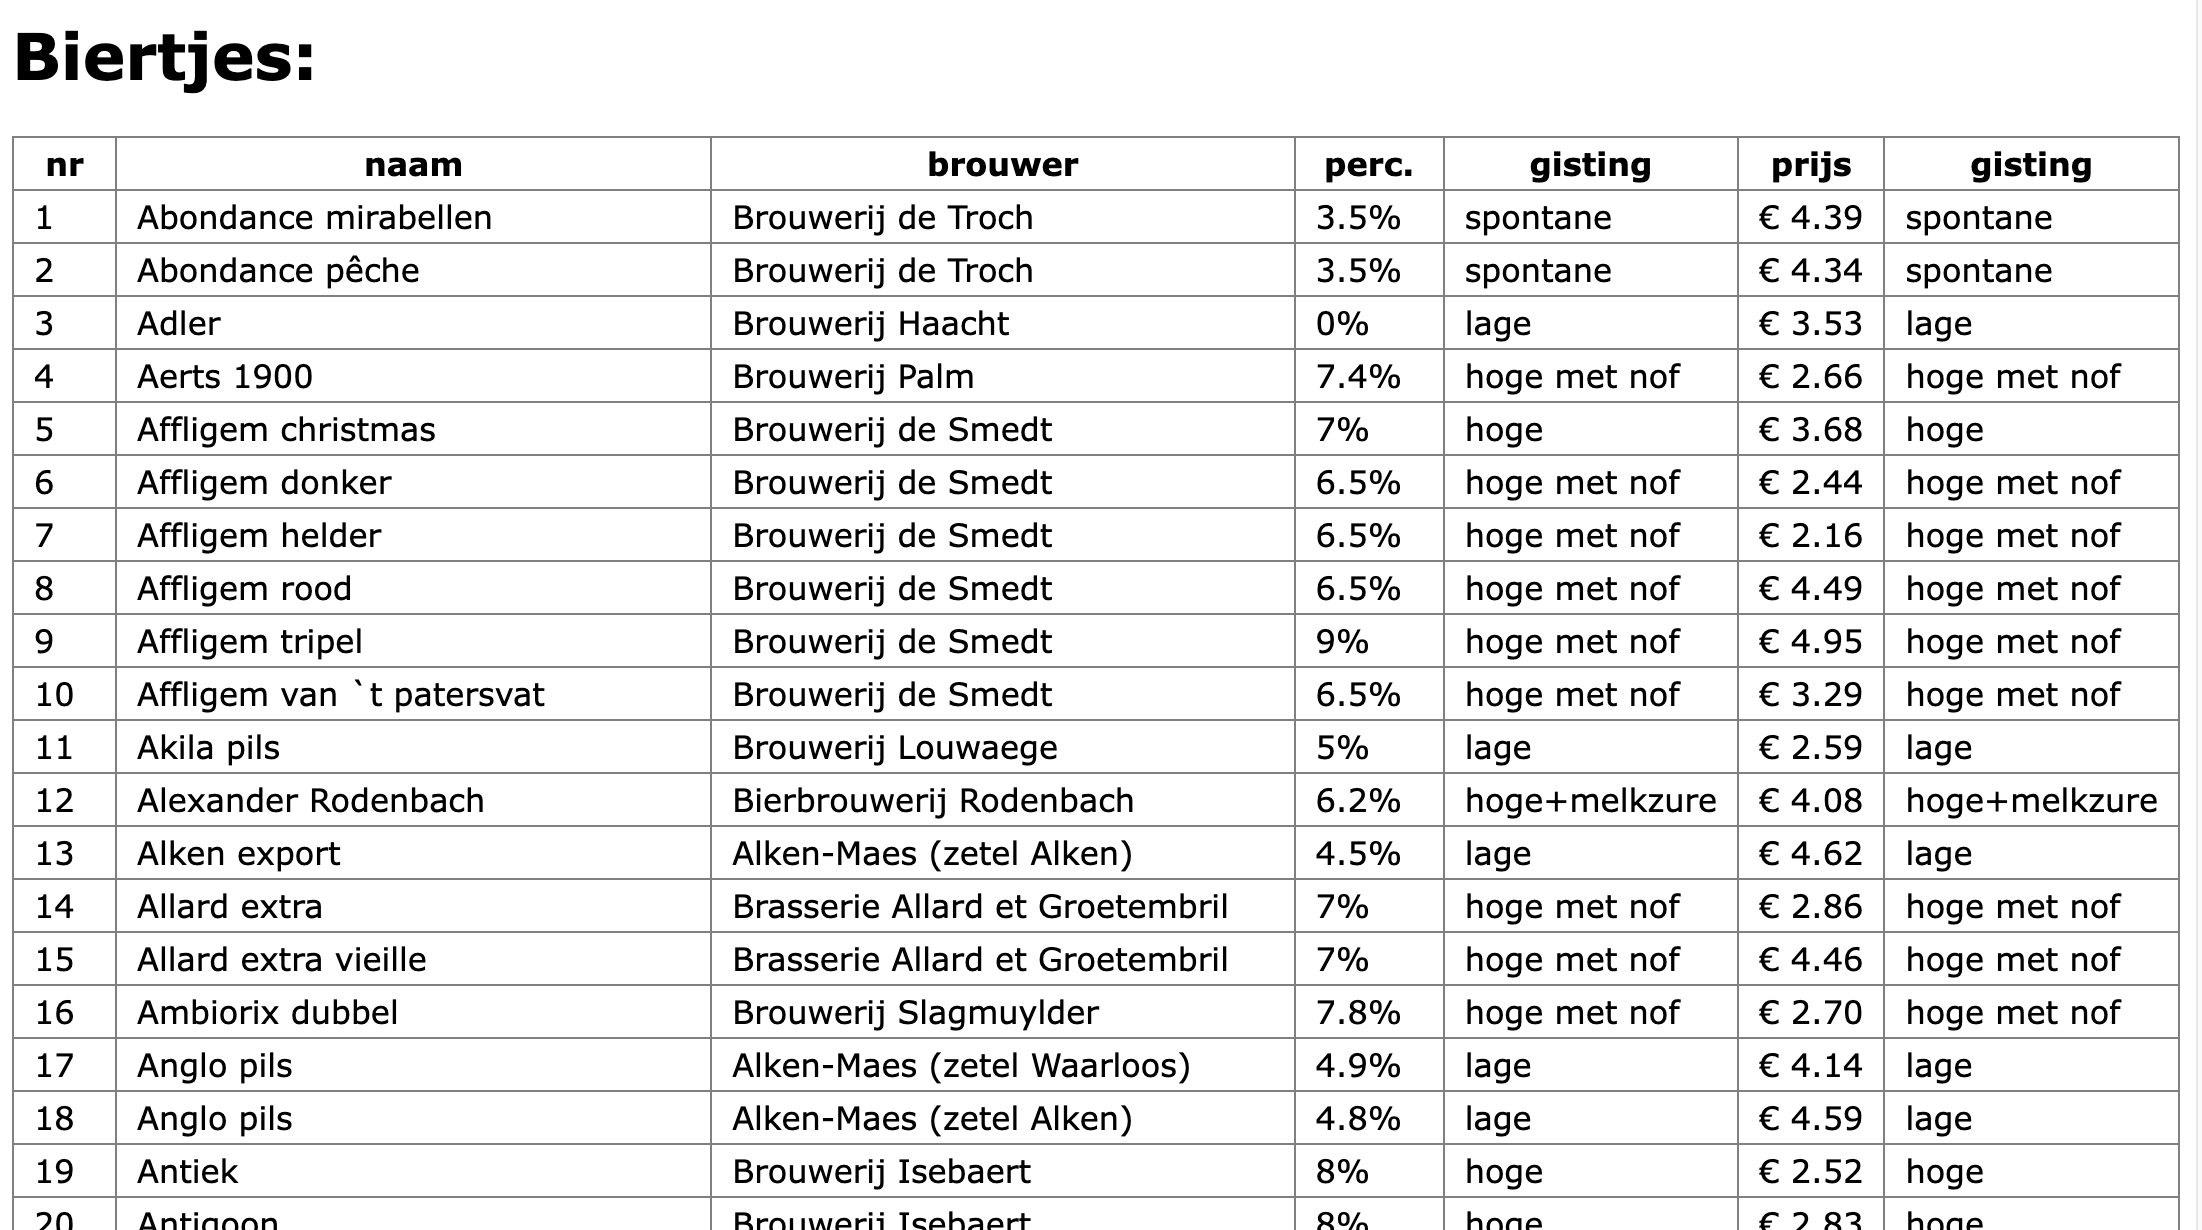 Biertjes:
nr naam brouwer perc. gisting prijs gisting
1 Abondance mirabellen Brouwerij de Troch 3.5% spontane € 4.39 spontane
2 Abondance pêche Brouwerij de Troch 3.5% spontane € 4.34 spontane
3 Adler Brouwerij Haacht 0% lage € 3.53 lage
4 Aerts 1900 Brouwerij Palm 7.4% hoge met nof € 2.66 hoge met nof
5 Affligem christmas Brouwerij de Smedt 7% hoge € 3.68 hoge
6 Affligem donker Brouwerij de Smedt 6.5% hoge met nof € 2.44 hoge met nof
7 Affligem helder Brouwerij de Smedt 6.5% hoge met nof € 2.16 hoge met nof
8 Affligem rood Brouwerij de Smedt 6.5% hoge met nof € 4.49 hoge met nof
9 Affligem tripel Brouwerij de Smedt 9% hoge met nof € 4.95 hoge met nof
10 Affligem van `t patersvat Brouwerij de Smedt 6.5% hoge met nof € 3.29 hoge met nof
11 Akila pils Brouwerij Louwaege 5% lage € 2.59 lage
12 Alexander Rodenbach Bierbrouwerij Rodenbach 6.2% hoge+melkzure € 4.08 hoge+melkzure
13 Alken export Alken-Maes (zetel Alken) 4.5% lage € 4.62 lage
14 Allard extra Brasserie Allard et Groetembril 7% hoge met nof € 2.86 hoge met nof
15 Allard extra vieille Brasserie Allard et Groetembril 7% hoge met nof € 4.46 hoge met nof
16 Ambiorix dubbel Brouwerij Slagmuylder 7.8% hoge met nof € 2.70 hoge met nof
17 Anglo pils Alken-Maes (zetel Waarloos) 4.9% lage € 4.14 lage
18 Anglo pils Alken-Maes (zetel Alken) 4.8% lage € 4.59 lage
19 Antiek Brouwerij Isebaert 8% hoge € 2.52 hoge
20 Antigoon Brouwerij Isebaert 8% hoge € 2.83 hoge